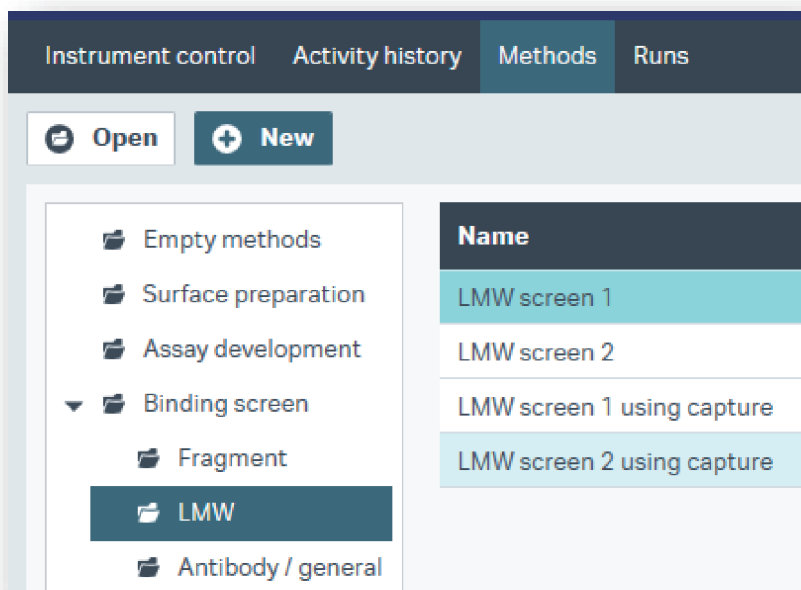 Instrument control Activity history Methods Runs
Open New
Empty methods
Surface preparation
Assay development
Binding screen
Fragment
LMW
Antibody / general
Name
LMW screen 1
LMW screen 2
LMW screen 1 using capture
LMW screen 2 using capture